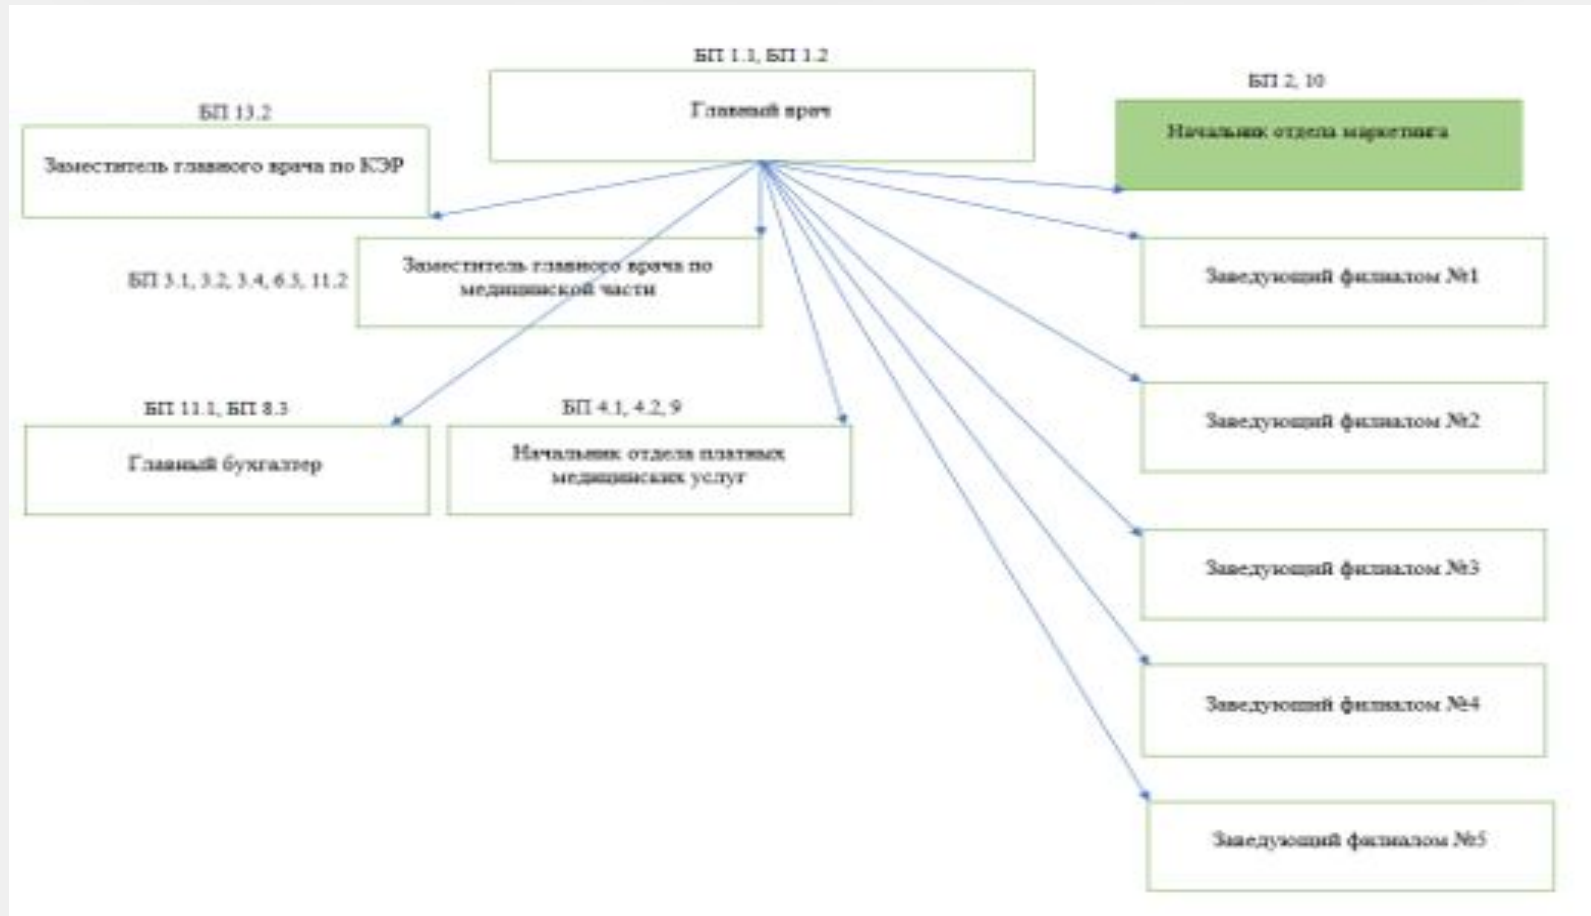 БП 1.1, БП 1.2
Главный врач
БП 2, 10
Начальник отдела маркетинга
БП 13.2
Заместитель главного врача по КЭР
БП 3.1, 3.2, 3.4, 6.5, 11.2
Заместитель главного врача по
медицинской части
Заведующий филиалом №1
Заведующий филиалом №2
БП 11.1, БП 8.3
Главный бухгалтер
БП 4.1, 4.2, 9
Начальник отдела платных
медицинских услуг
Заведующий филиалом №3
Заведующий филиалом №4
Заведующий филиалом №5